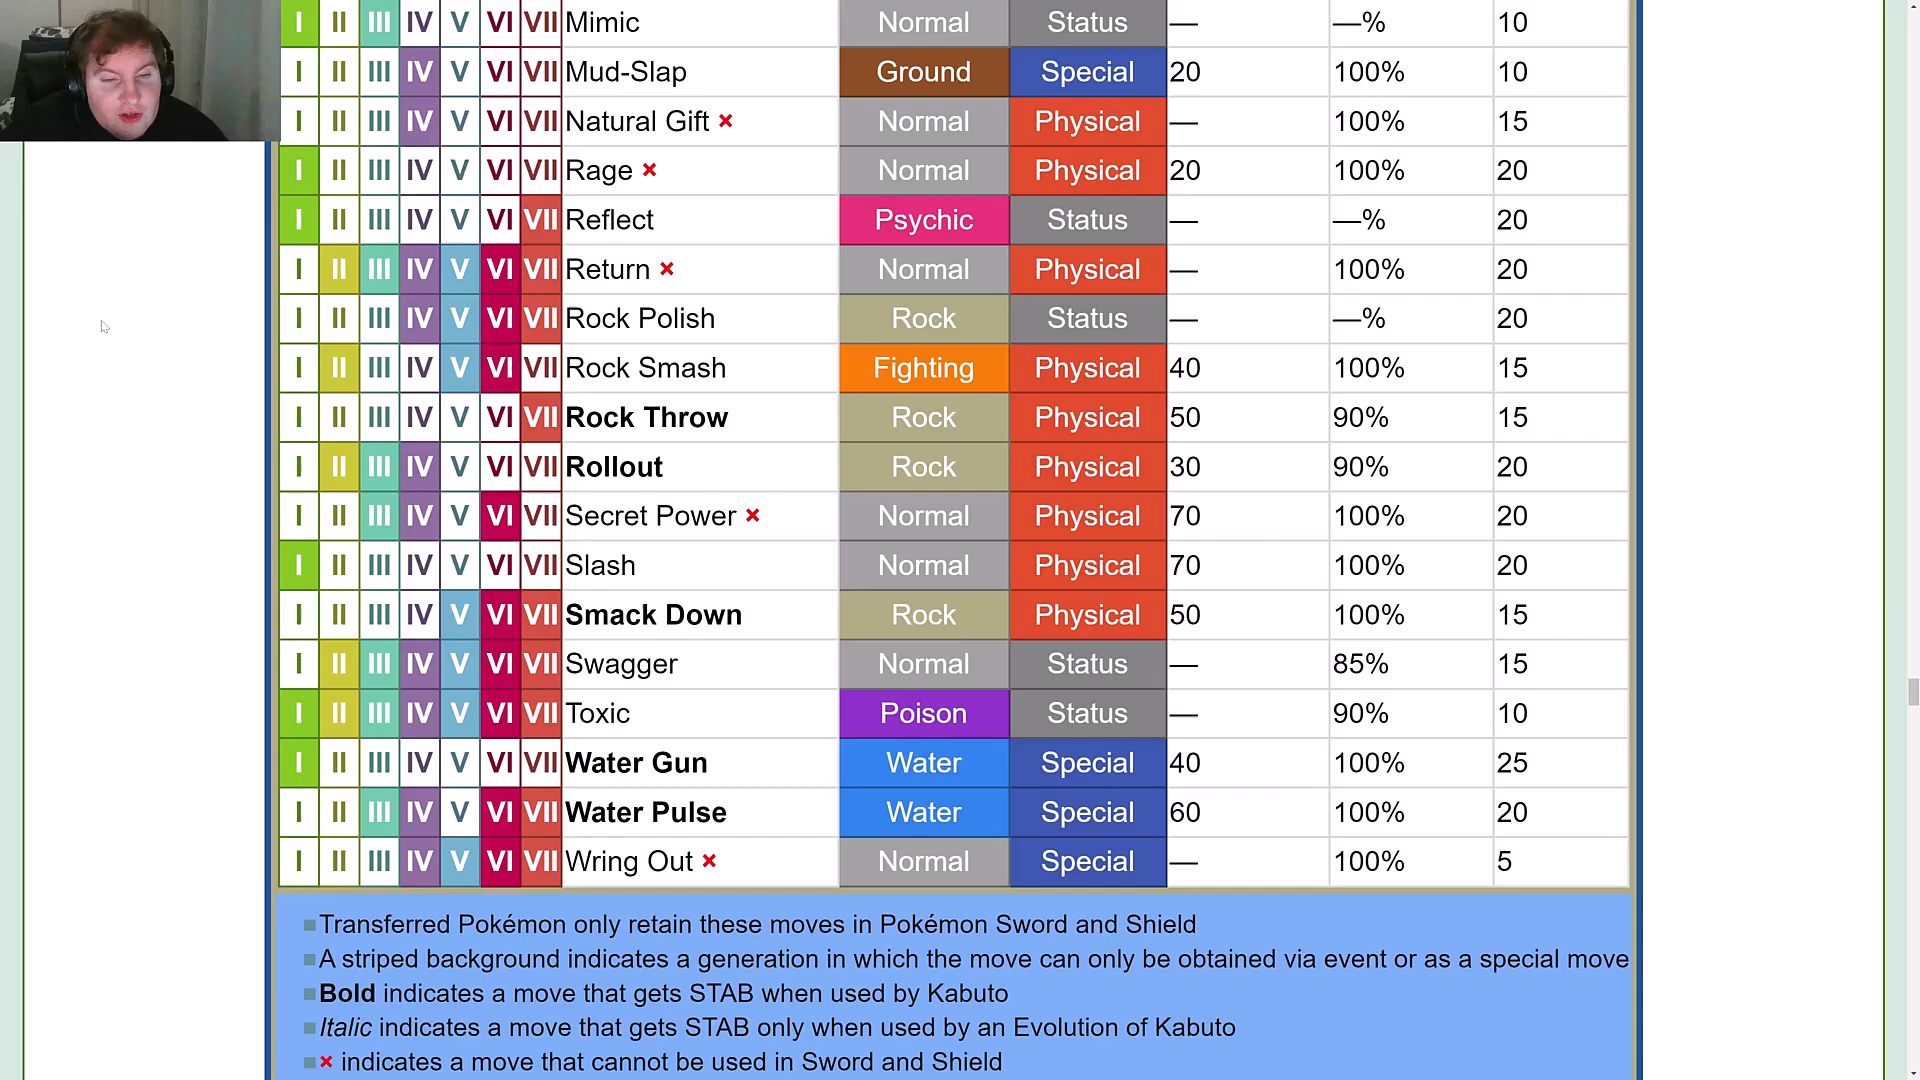 I II III IV V VI VII Mimic Normal Status — —% 10
I II III IV V VI VII Mud-Slap Ground Special 20 100% 10
I II III IV V VI VII Natural Gift × Normal Physical — 100% 15
I II III IV V VI VII Rage × Normal Physical 20 100% 20
I II III IV V VI VII Reflect Psychic Status — —% 20
I II III IV V VI VII Return × Normal Physical — 100% 20
I II III IV V VI VII Rock Polish Rock Status — —% 20
I II III IV V VI VII Rock Smash Fighting Physical 40 100% 15
I II III IV V VI VII Rock Throw Rock Physical 50 90% 15
I II III IV V VI VII Rollout Rock Physical 30 90% 20
I II III IV V VI VII Secret Power × Normal Physical 70 100% 20
I II III IV V VI VII Slash Normal Physical 70 100% 20
I II III IV V VI VII Smack Down Rock Physical 50 100% 15
I II III IV V VI VII Swagger Normal Status — 85% 15
I II III IV V VI VII Toxic Poison Status — 90% 10
I II III IV V VI VII Water Gun Water Special 40 100% 25
I II III IV V VI VII Water Pulse Water Special 60 100% 20
I II III IV V VI VII Wring Out × Normal Special — 100% 5
Transferred Pokémon only retain these moves in Pokémon Sword and Shield
A striped background indicates a generation in which the move can only be obtained via event or as a special move
Bold indicates a move that gets STAB when used by Kabuto
Italic indicates a move that gets STAB only when used by an Evolution of Kabuto
× indicates a move that cannot be used in Sword and Shield